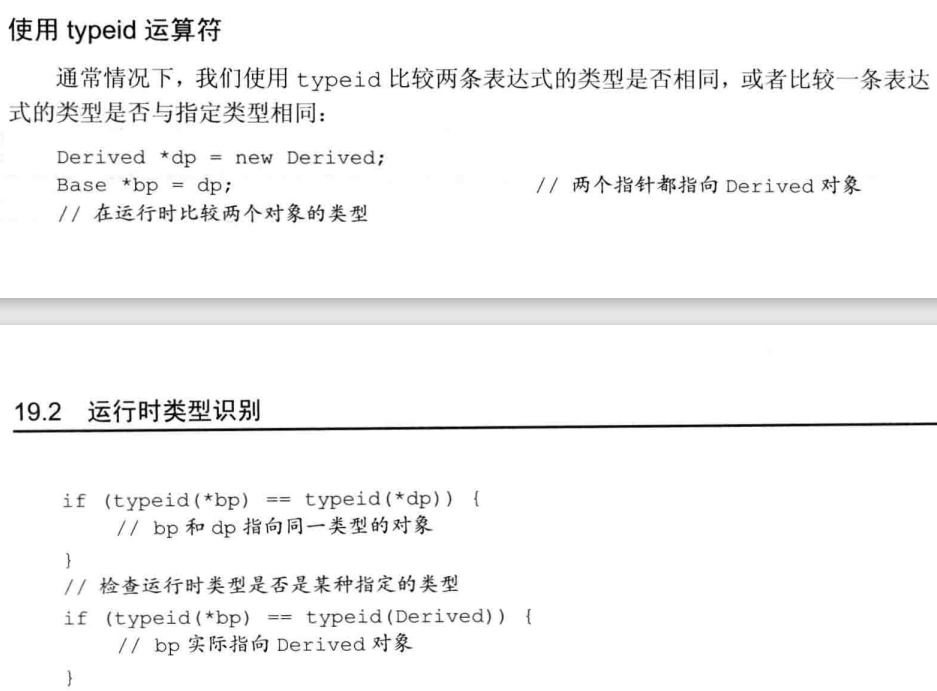 使用 typeid 运算符
通常情况下，我们使用 typeid 比较两条表达式的类型是否相同，或者比较一条表达
式的类型是否与指定类型相同：
Derived *dp = new Derived;
Base *bp = dp; // 两个指针都指向 Derived 对象
// 在运行时比较两个对象的类型
19.2 运行时类型识别
if (typeid(*bp) == typeid(*dp)) {
// bp 和 dp 指向同一类型的对象
}
// 检查运行时类型是否是某种指定的类型
if (typeid(*bp) == typeid(Derived)) {
// bp 实际指向 Derived 对象
}